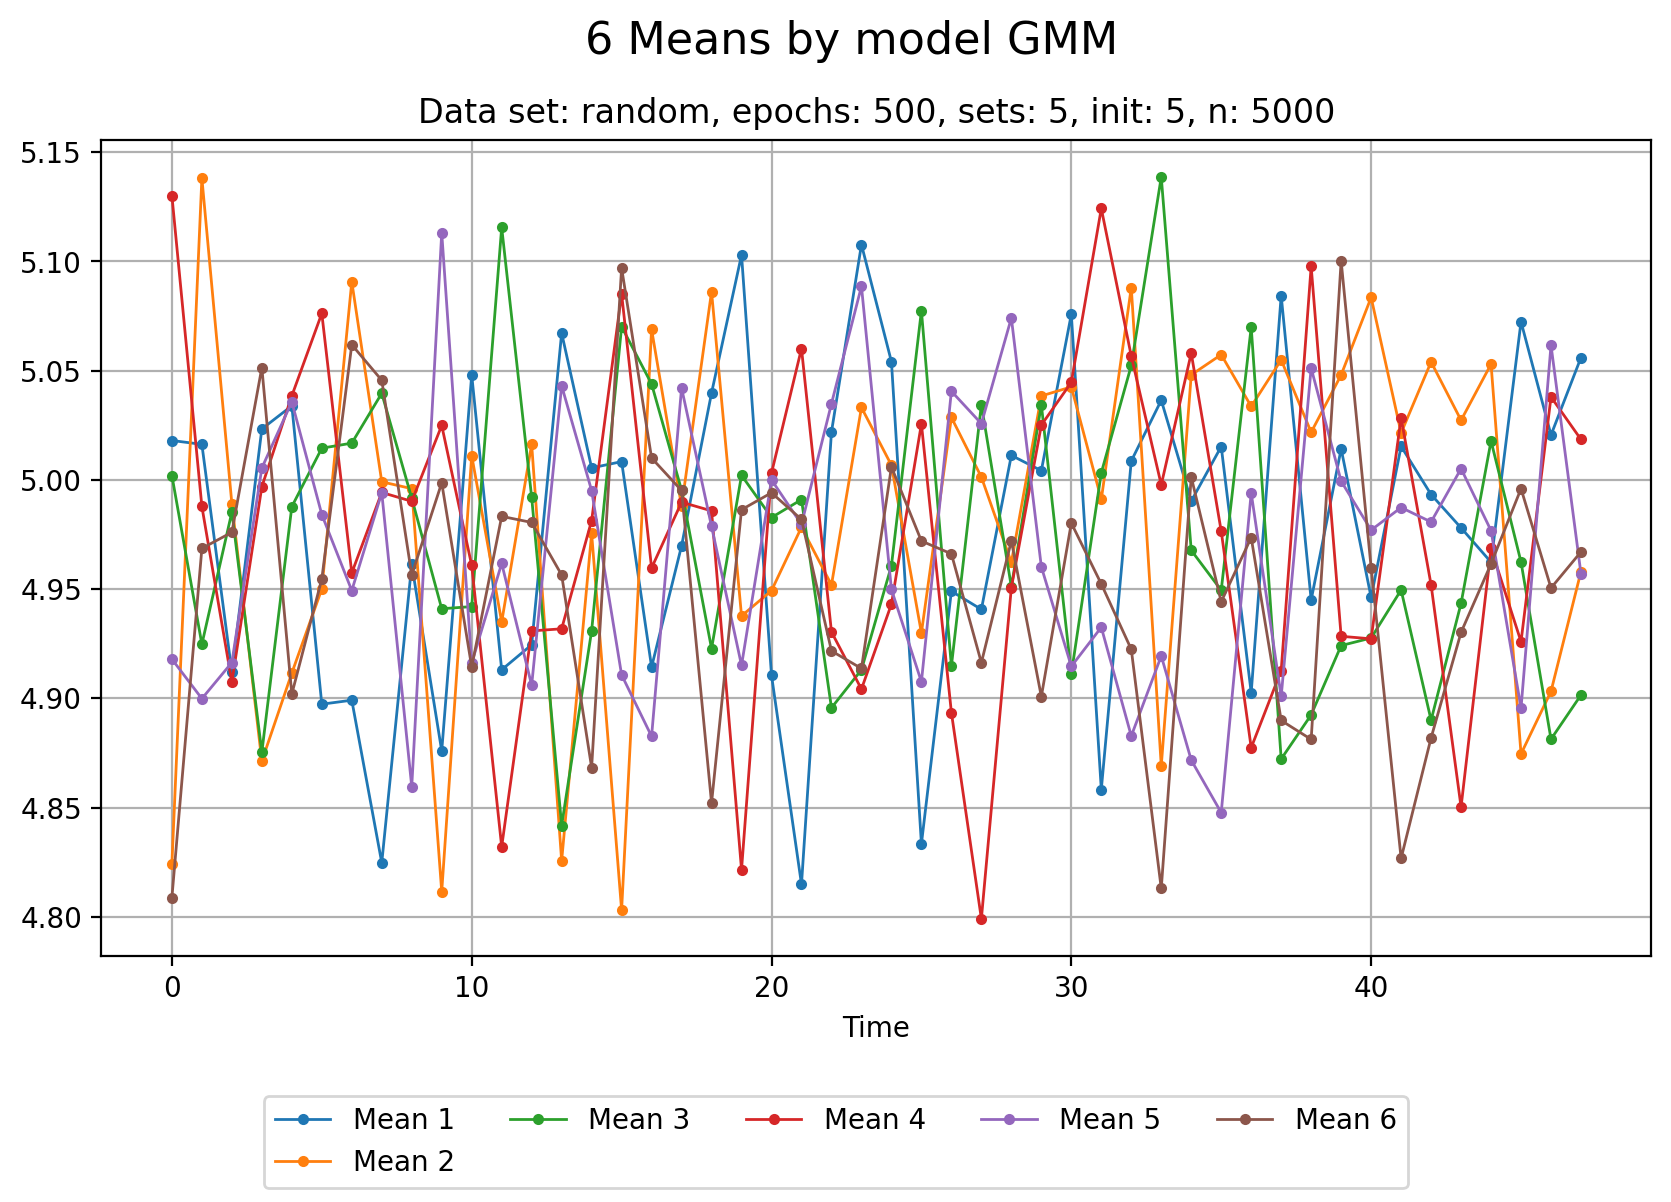 6 Means by model GMM
Data set: random, epochs: 500, sets: 5, init: 5, n: 5000
5.15
5.10
5.05
5.00
4.95
4.90
4.85
4.80
0 10 20 30 40
Time
Mean 1 Mean 3 Mean 4 Mean 5 Mean 6
Mean 2